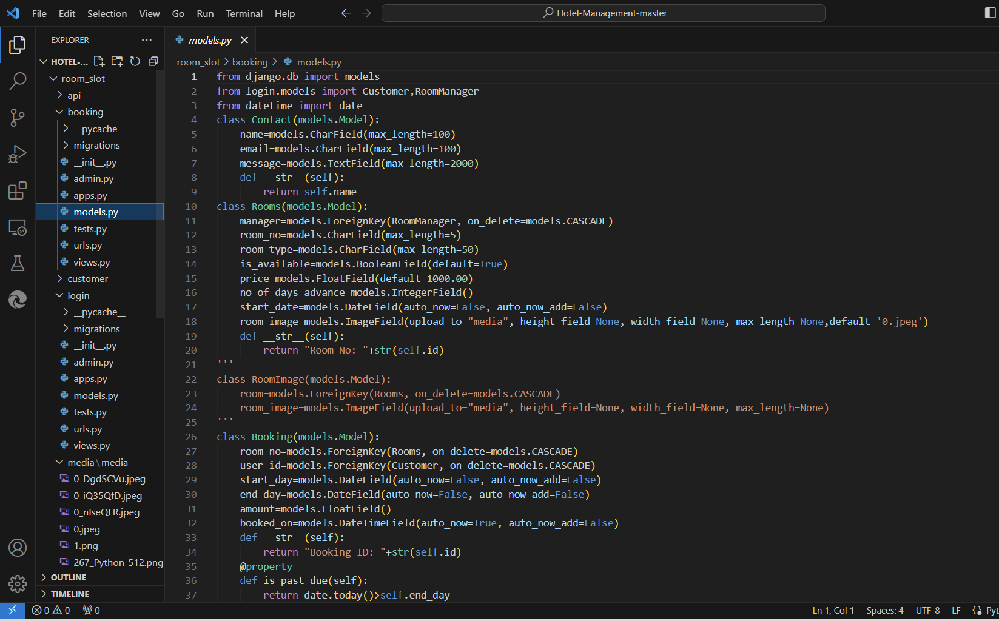 File Edit Selection View Go Run Terminal Help
Hotel-Management-master
EXPLORER ...
HOTEL-...
room_slot
api
booking
__pycache__
migrations
__init__.py
admin.py
apps.py
models.py
tests.py
urls.py
views.py
customer
login
__pycache__
migrations
__init__.py
admin.py
apps.py
models.py
tests.py
urls.py
views.py
media\media
0_DgdSCVu.jpeg
0_iQ35QfD.jpeg
0_nIseQLR.jpeg
0.jpeg
1.png
267_Python-512.png
OUTLINE
TIMELINE
models.py
room_slot > booking > models.py
1 from django.db import models
2 from login.models import Customer,RoomManager
3 from datetime import date
4 class Contact(models.Model):
5     name=models.CharField(max_length=100)
6     email=models.CharField(max_length=100)
7     message=models.TextField(max_length=2000)
8     def __str__(self):
9         return self.name
10 class Rooms(models.Model):
11     manager=models.ForeignKey(RoomManager, on_delete=models.CASCADE)
12     room_no=models.CharField(max_length=5)
13     room_type=models.CharField(max_length=50)
14     is_available=models.BooleanField(default=True)
15     price=models.FloatField(default=1000.00)
16     no_of_days_advance=models.IntegerField()
17     start_date=models.DateField(auto_now=False, auto_now_add=False)
18     room_image=models.ImageField(upload_to="media", height_field=None, width_field=None, max_length=None,default='0.jpeg')
19     def __str__(self):
20         return "Room No: "+str(self.id)
21 '''
22 class RoomImage(models.Model):
23     room=models.ForeignKey(Rooms, on_delete=models.CASCADE)
24     room_image=models.ImageField(upload_to="media", height_field=None, width_field=None, max_length=None)
25 '''
26 class Booking(models.Model):
27     room_no=models.ForeignKey(Rooms, on_delete=models.CASCADE)
28     user_id=models.ForeignKey(Customer, on_delete=models.CASCADE)
29     start_day=models.DateField(auto_now=False, auto_now_add=False)
30     end_day=models.DateField(auto_now=False, auto_now_add=False)
31     amount=models.FloatField()
32     booked_on=models.DateTimeField(auto_now=True, auto_now_add=False)
33     def __str__(self):
34         return "Booking ID: "+str(self.id)
35     @property
36     def is_past_due(self):
37         return date.today()>self.end_day
0 0 0 Ln 1, Col 1 Spaces: 4 UTF-8 LF Pyt